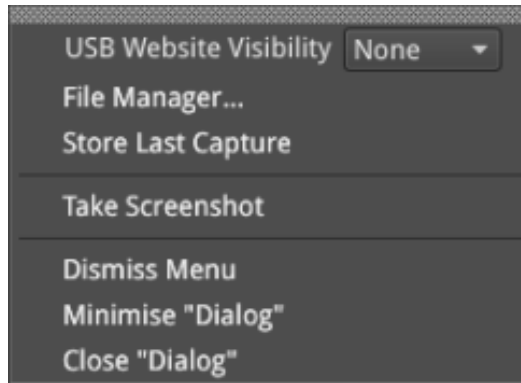 USB Website Visibility None
File Manager...
Store Last Capture
Take Screenshot
Dismiss Menu
Minimise "Dialog"
Close "Dialog"